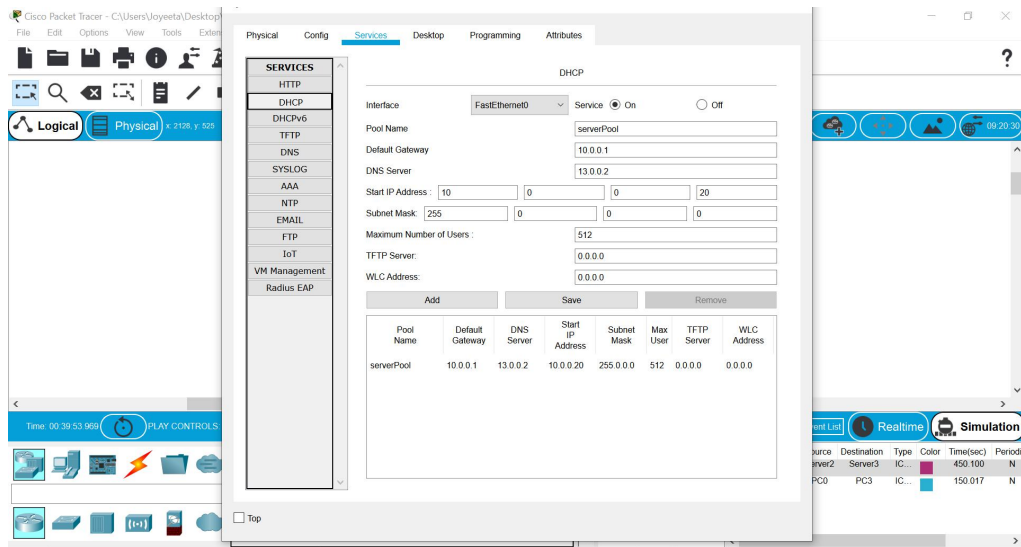 Cisco Packet Tracer - C:\Users\Joyeeta\Desktop
File Edit Options View Tools Exten
Physical Config Services Desktop Programming Attributes
?
Logical Physical x: 2128, y: 525
09:20:30
SERVICES
HTTP
DHCP
DHCPv6
TFTP
DNS
SYSLOG
AAA
NTP
EMAIL
FTP
IoT
VM Management
Radius EAP
DHCP
Interface FastEthernet0 Service On Off
Pool Name serverPool
Default Gateway 10.0.0.1
DNS Server 13.0.0.2
Start IP Address : 10 0 0 20
Subnet Mask: 255 0 0 0
Maximum Number of Users : 512
TFTP Server: 0.0.0.0
WLC Address: 0.0.0.0
Add Save Remove
Pool Name Default Gateway DNS Server Start IP Address Subnet Mask Max User TFTP Server WLC Address
serverPool 10.0.0.1 13.0.0.2 10.0.0.20 255.0.0.0 512 0.0.0.0 0.0.0.0
Time: 00:39:53.969 PLAY CONTROLS:
vent List Realtime Simulation
ource Destination Type Color Time(sec) Periodi
erver2 Server3 IC... 450.100 N
PC0 PC3 IC... 150.017 N
Top